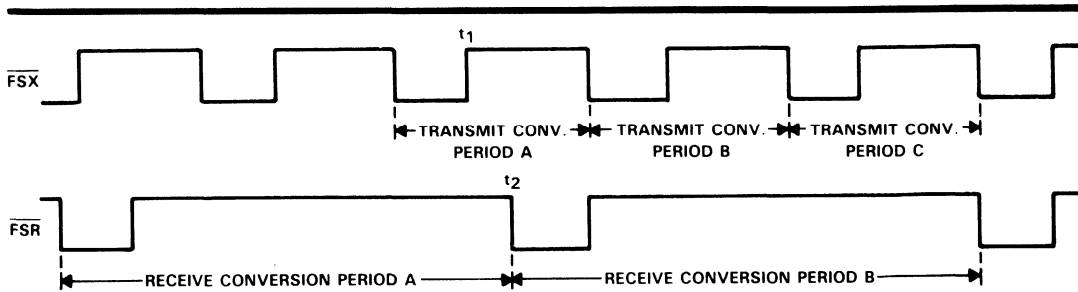 t1
FSX
TRANSMIT CONV. PERIOD A
TRANSMIT CONV. PERIOD B
TRANSMIT CONV. PERIOD C
t2
FSR
RECEIVE CONVERSION PERIOD A
RECEIVE CONVERSION PERIOD B